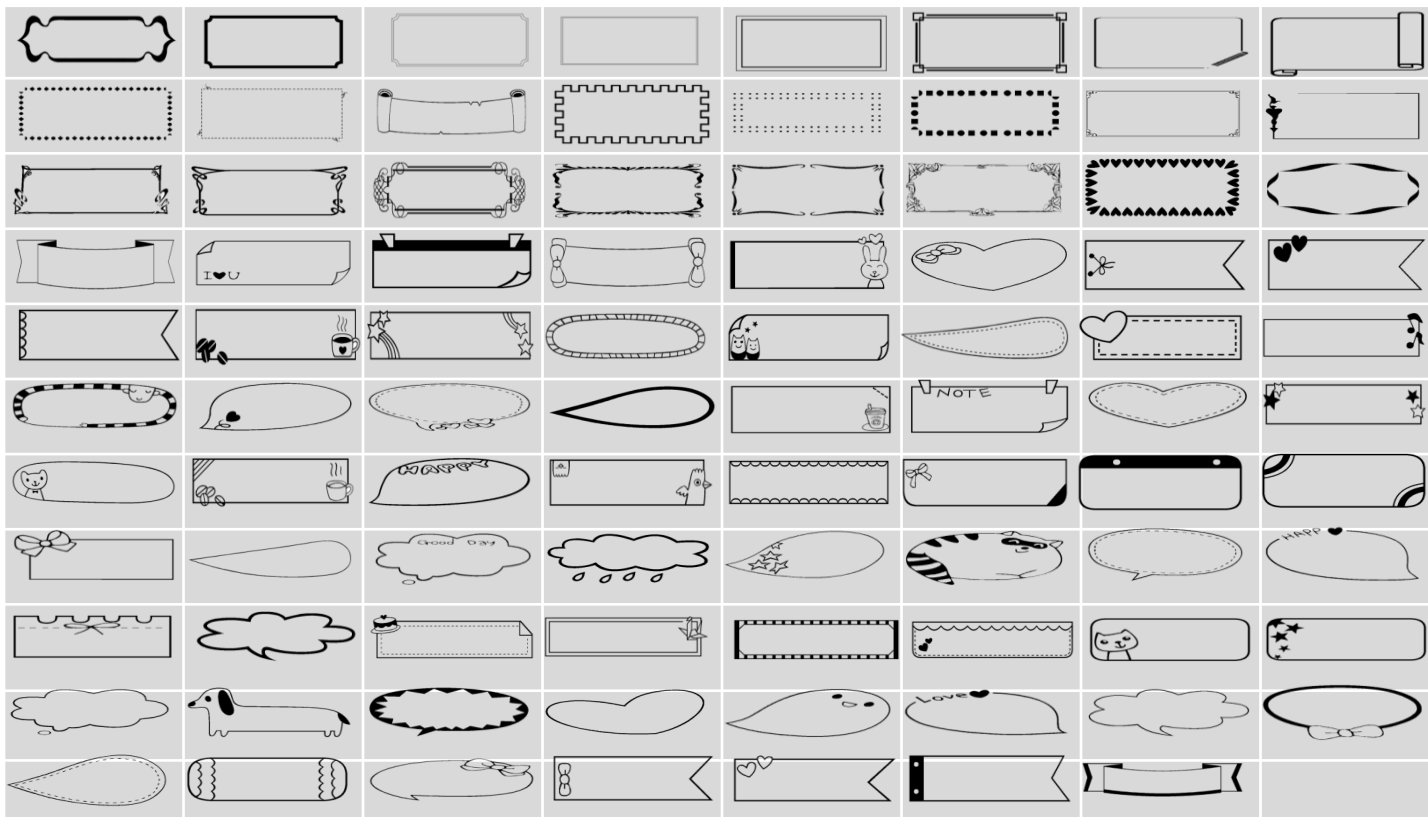 I ♥ U
NOTE
HAPPY
Good Day
HAPP ♥
Love ♥